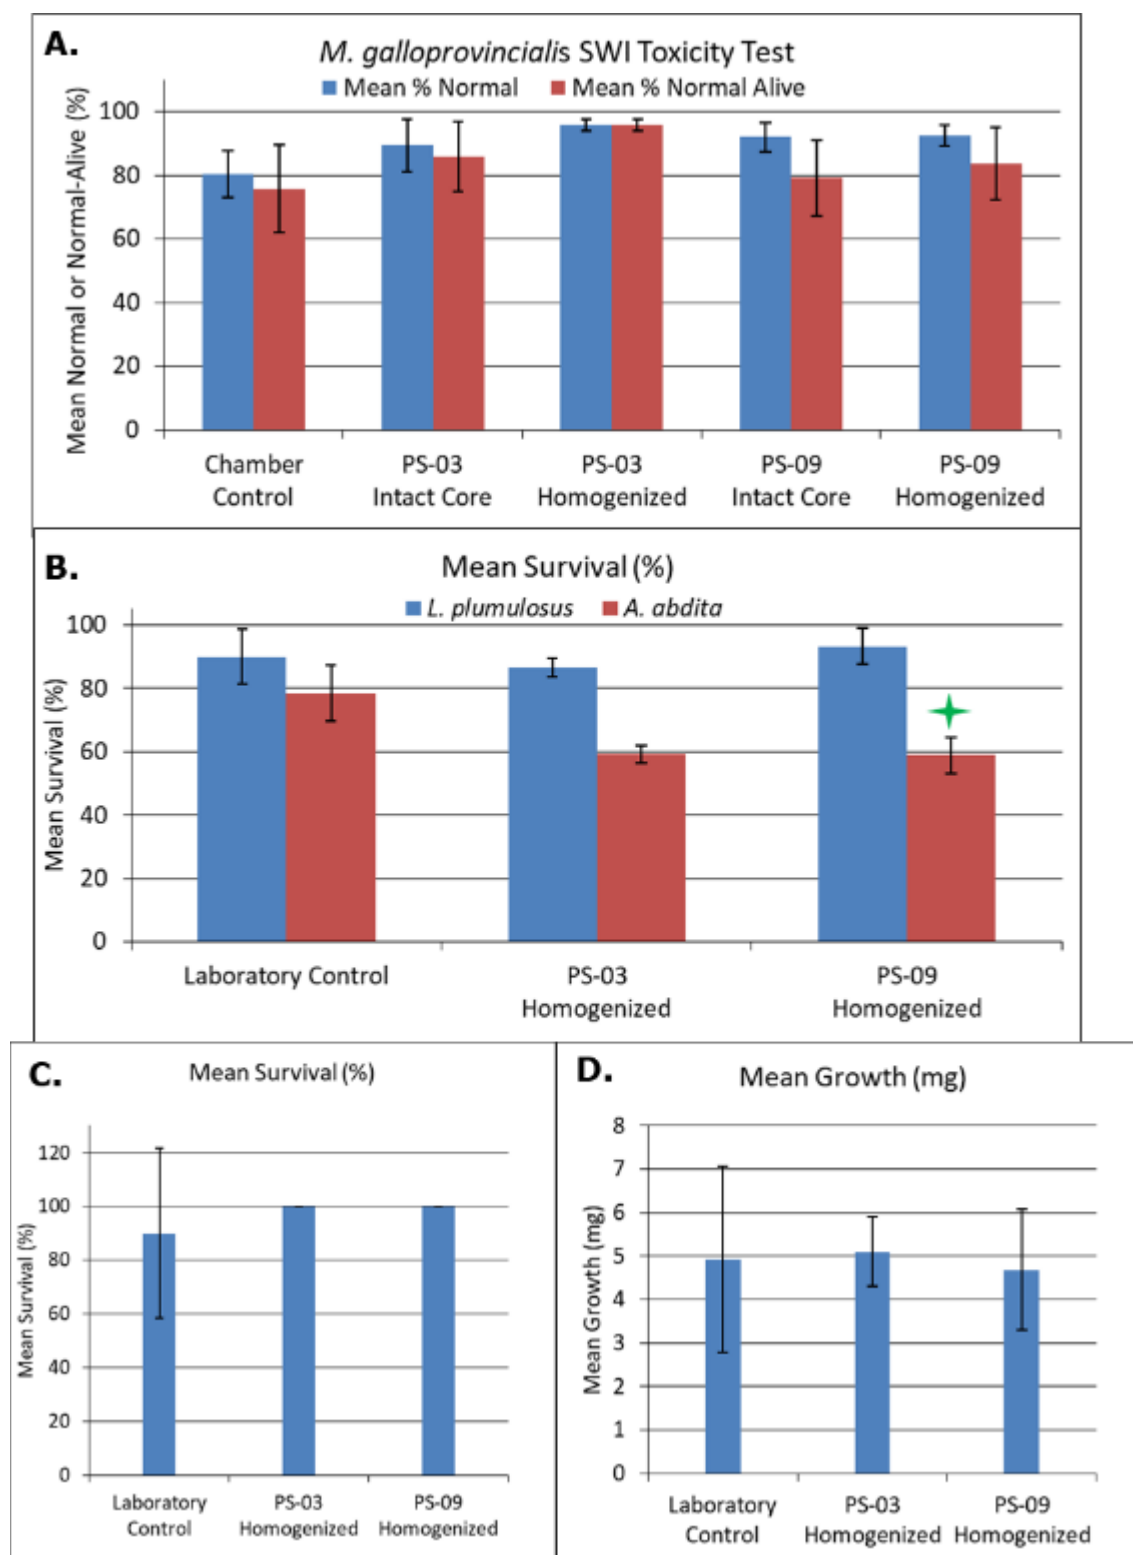 A.
M. galloprovincialis SWI Toxicity Test
Mean % Normal Mean % Normal Alive
Mean Normal or Normal-Alive (%)
100
80
60
40
20
0
Chamber Control
PS-03 Intact Core
PS-03 Homogenized
PS-09 Intact Core
PS-09 Homogenized
B.
Mean Survival (%)
L. plumulosus A. abdita
Mean Survival (%)
100
80
60
40
20
0
Laboratory Control
PS-03 Homogenized
PS-09 Homogenized
C.
Mean Survival (%)
Mean Survival (%)
120
100
80
60
40
20
0
Laboratory Control
PS-03 Homogenized
PS-09 Homogenized
D.
Mean Growth (mg)
Mean Growth (mg)
8
7
6
5
4
3
2
1
0
Laboratory Control
PS-03 Homogenized
PS-09 Homogenized